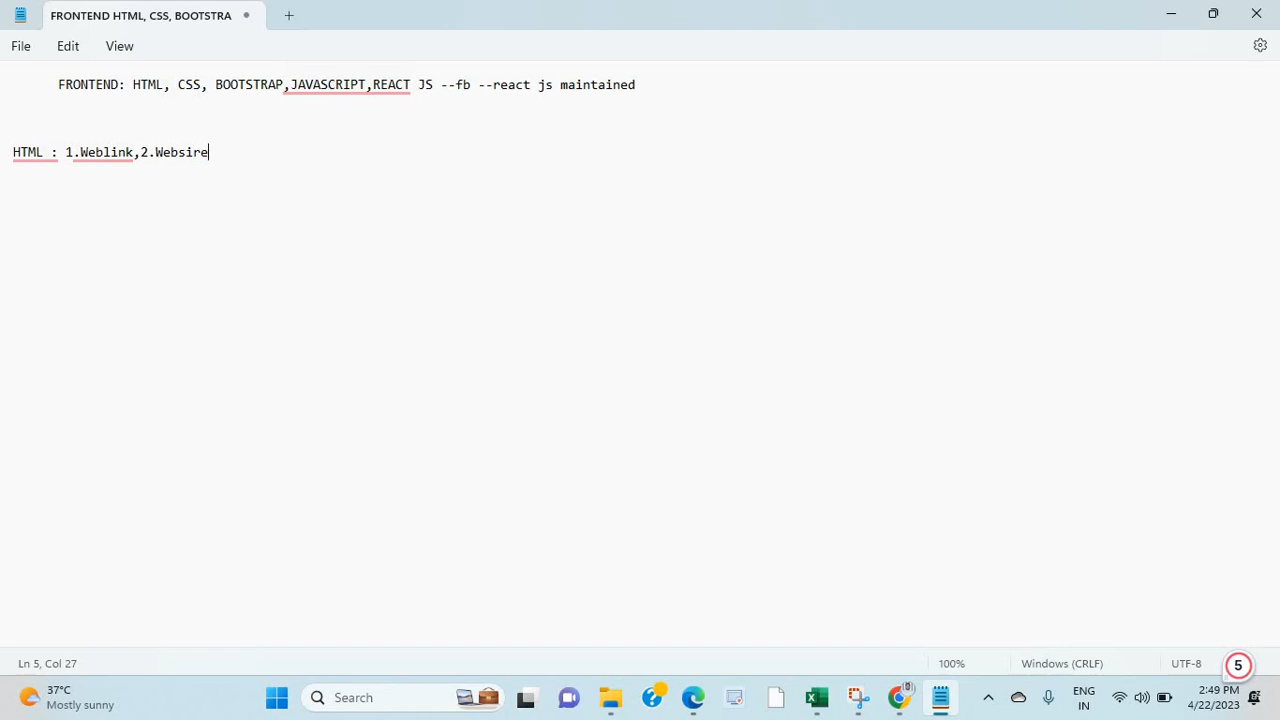 FRONTEND HTML, CSS, BOOTSTRA
File Edit View
FRONTEND: HTML, CSS, BOOTSTRAP,JAVASCRIPT,REACT JS --fb --react js maintained
HTML : 1.Weblink,2.Websire
Ln 5, Col 27 100% Windows (CRLF) UTF-8 5
37°C
Mostly sunny
Search
ENG
IN
2:49 PM
4/22/2023